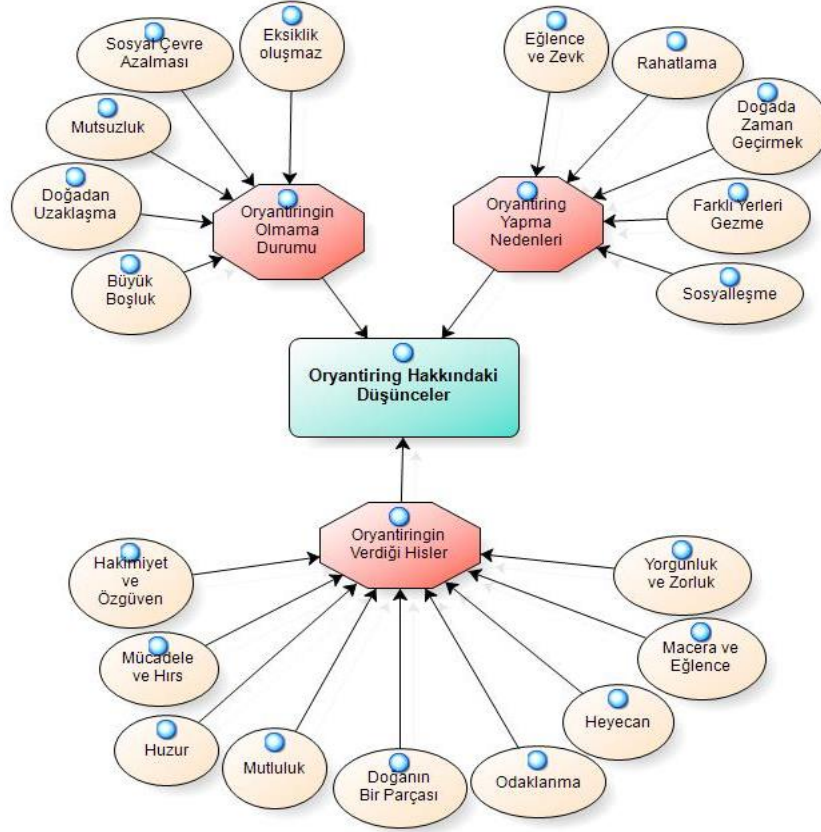 Sosyal Çevre
Azalması
Eksiklik
oluşmaz
Mutsuzluk
Doğadan
Uzaklaşma
Büyük
Boşluk
Oryantiringin
Olmama
Durumu
Eğlence
ve Zevk
Rahatlama
Doğada
Zaman
Geçirmek
Farklı Yerleri
Gezme
Sosyalleşme
Oryantiring
Yapma
Nedenleri
Oryantiring Hakkındaki
Düşünceler
Oryantiringin
Verdiği Hisler
Hakimiyet
ve
Özgüven
Mücadele
ve Hırs
Huzur
Mutluluk
Doğanın
Bir Parçası
Odaklanma
Heyecan
Macera ve
Eğlence
Yorgunluk
ve Zorluk